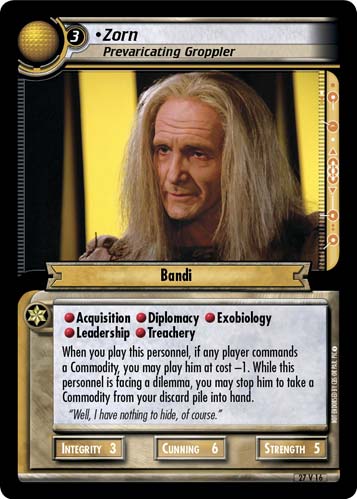 3
•Zorn
Prevaricating Groppler
Bandi
•Acquisition •Diplomacy •Exobiology
•Leadership •Treachery
When you play this personnel, if any player commands
a Commodity, you may play him at cost –1. While this
personnel is facing a dilemma, you may stop him to take a
Commodity from your discard pile into hand.
"Well, I have nothing to hide, of course."
INTEGRITY 3 CUNNING 6 STRENGTH 5
27 V 16